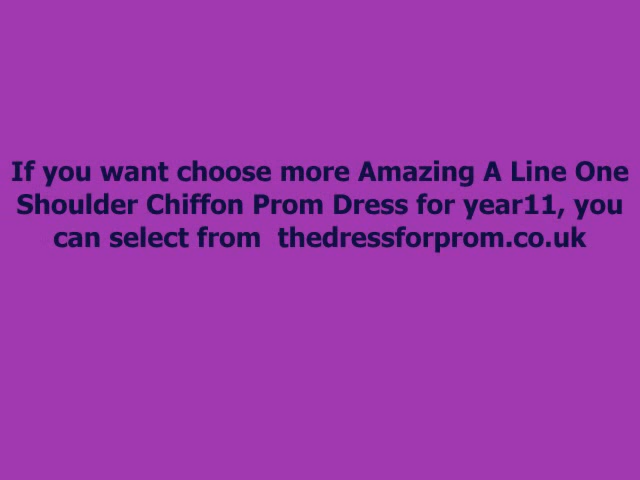 If you want choose more Amazing A Line One
Shoulder Chiffon Prom Dress for year11, you
can select from  thedressforprom.co.uk